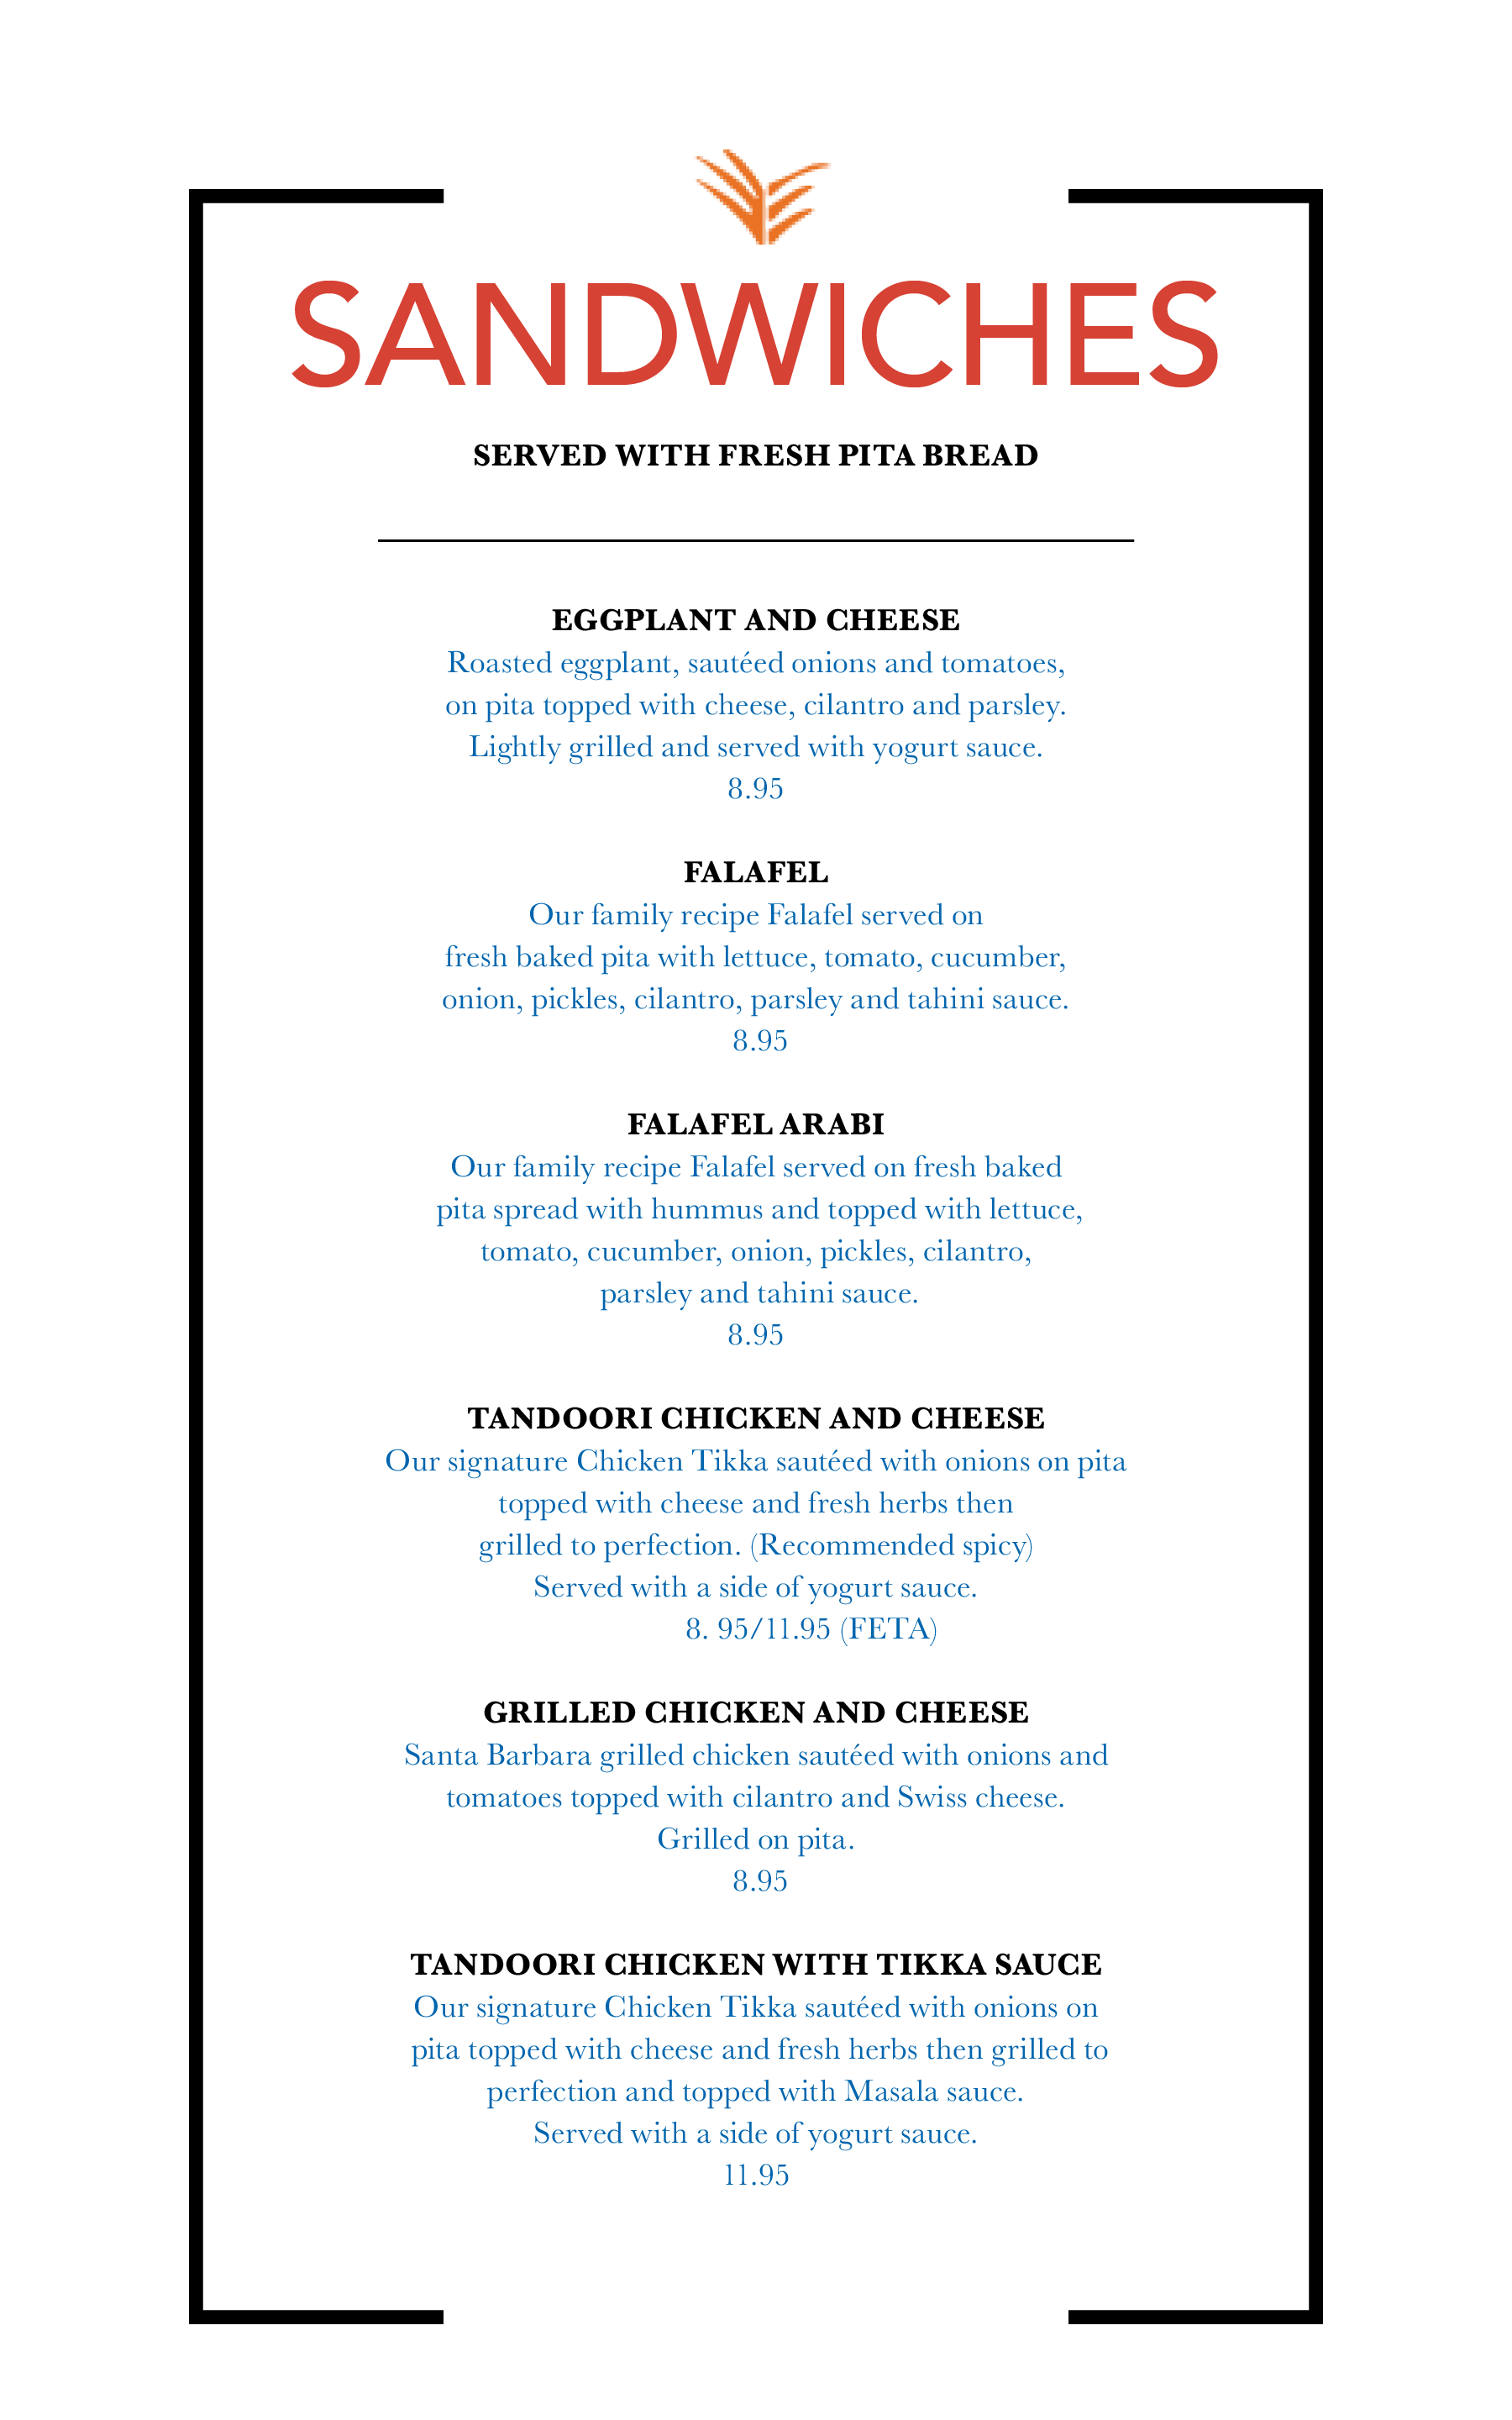 SANDWICHES
SERVED WITH FRESH PITA BREAD
EGGPLANT AND CHEESE
Roasted eggplant, sautéed onions and tomatoes,
on pita topped with cheese, cilantro and parsley.
Lightly grilled and served with yogurt sauce.
8.95
FALAFEL
Our family recipe Falafel served on
fresh baked pita with lettuce, tomato, cucumber,
onion, pickles, cilantro, parsley and tahini sauce.
8.95
FALAFEL ARABI
Our family recipe Falafel served on fresh baked
pita spread with hummus and topped with lettuce,
tomato, cucumber, onion, pickles, cilantro,
parsley and tahini sauce.
8.95
TANDOORI CHICKEN AND CHEESE
Our signature Chicken Tikka sautéed with onions on pita
topped with cheese and fresh herbs then
grilled to perfection. (Recommended spicy)
Served with a side of yogurt sauce.
8. 95/11.95 (FETA)
GRILLED CHICKEN AND CHEESE
Santa Barbara grilled chicken sautéed with onions and
tomatoes topped with cilantro and Swiss cheese.
Grilled on pita.
8.95
TANDOORI CHICKEN WITH TIKKA SAUCE
Our signature Chicken Tikka sautéed with onions on
pita topped with cheese and fresh herbs then grilled to
perfection and topped with Masala sauce.
Served with a side of yogurt sauce.
11.95